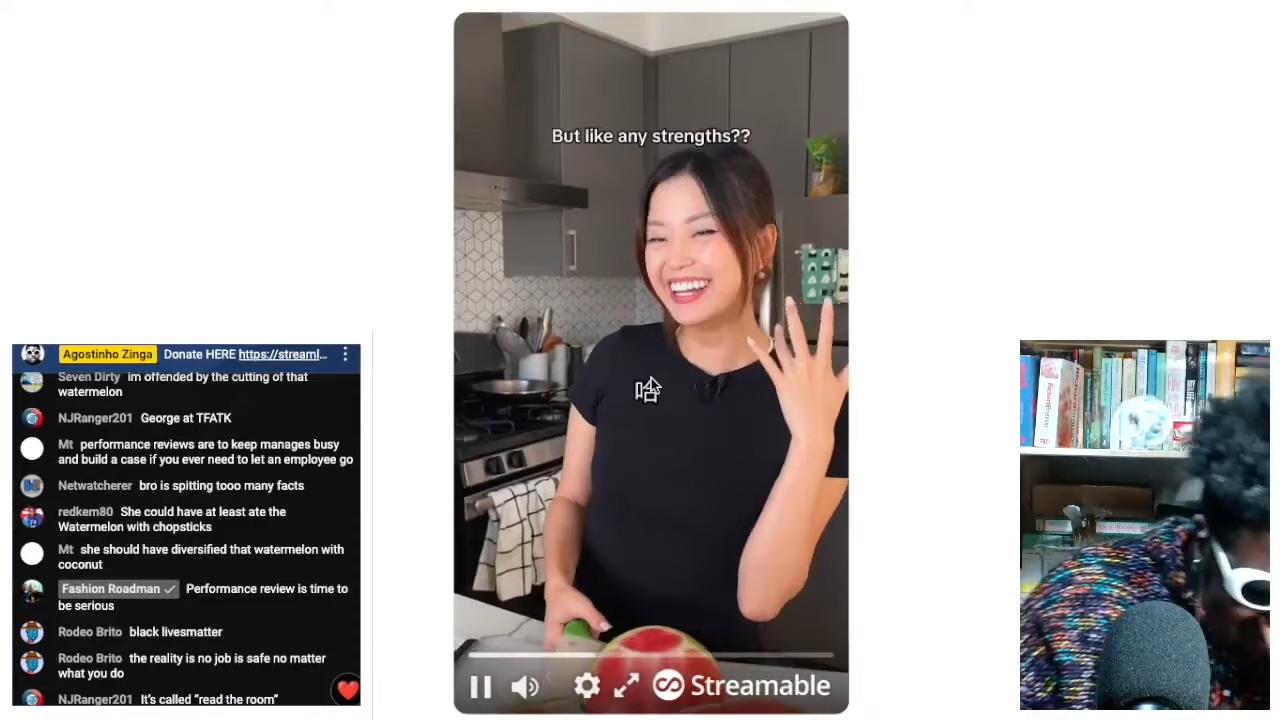 But like any strengths??
哈
Streamable
Agostinho Zinga Donate HERE https://streaml...
Seven Dirty im offended by the cutting of that
watermelon
NJRanger201 George at TFATK
Mt performance reviews are to keep manages busy
and build a case if you ever need to let an employee go
Netwatcherer bro is spitting tooo many facts
redkem80 She could have at least ate the
Watermelon with chopsticks
Mt she should have diversified that watermelon with
coconut
Fashion Roadman Performance review is time to
be serious
Rodeo Brito black livesmatter
Rodeo Brito the reality is no job is safe no matter
what you do
NJRanger201 It's called "read the room"